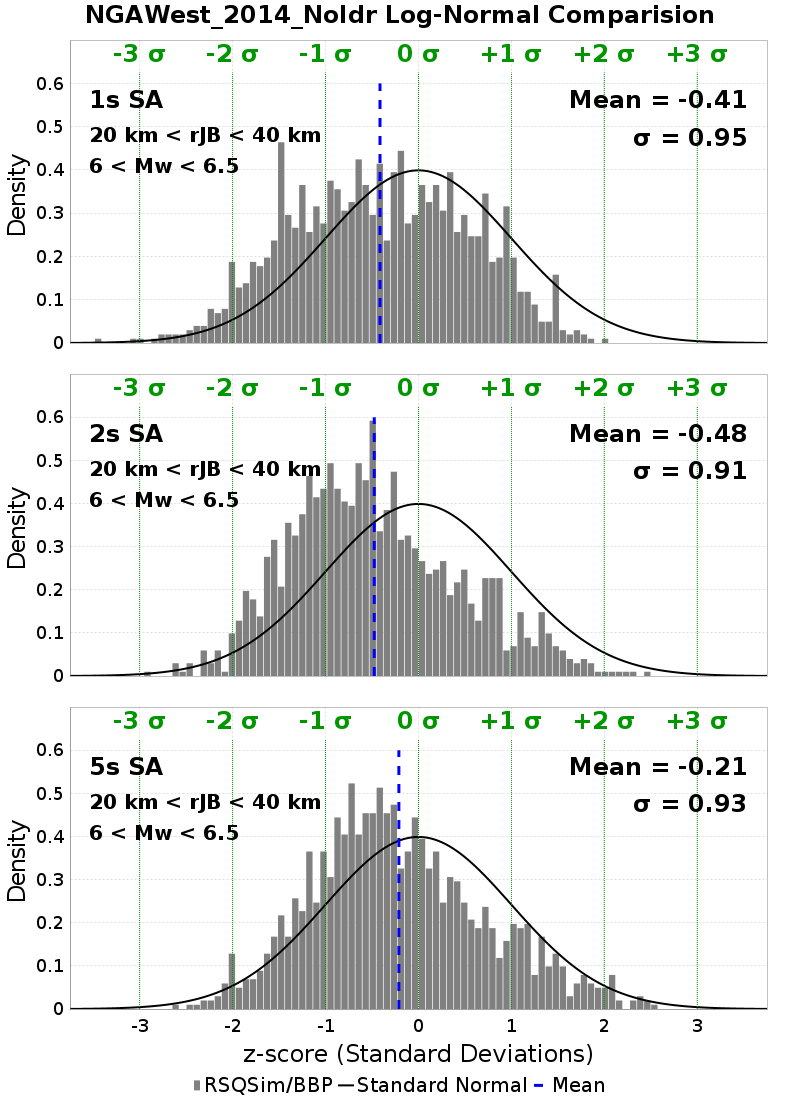 NGAWest_2014_NoIdr Log-Normal Comparision
-3 σ -2 σ -1 σ 0 σ +1 σ +2 σ +3 σ
1s SA
Mean = -0.41
20 km < rJB < 40 km
σ = 0.95
6 < Mw < 6.5
Density
0.6
0.5
0.4
0.3
0.2
0.1
0
-3 σ -2 σ -1 σ 0 σ +1 σ +2 σ +3 σ
2s SA
Mean = -0.48
20 km < rJB < 40 km
σ = 0.91
6 < Mw < 6.5
Density
0.6
0.5
0.4
0.3
0.2
0.1
0
-3 σ -2 σ -1 σ 0 σ +1 σ +2 σ +3 σ
5s SA
Mean = -0.21
20 km < rJB < 40 km
σ = 0.93
6 < Mw < 6.5
Density
0.6
0.5
0.4
0.3
0.2
0.1
0
-3 -2 -1 0 1 2 3
z-score (Standard Deviations)
RSQSim/BBP Standard Normal Mean